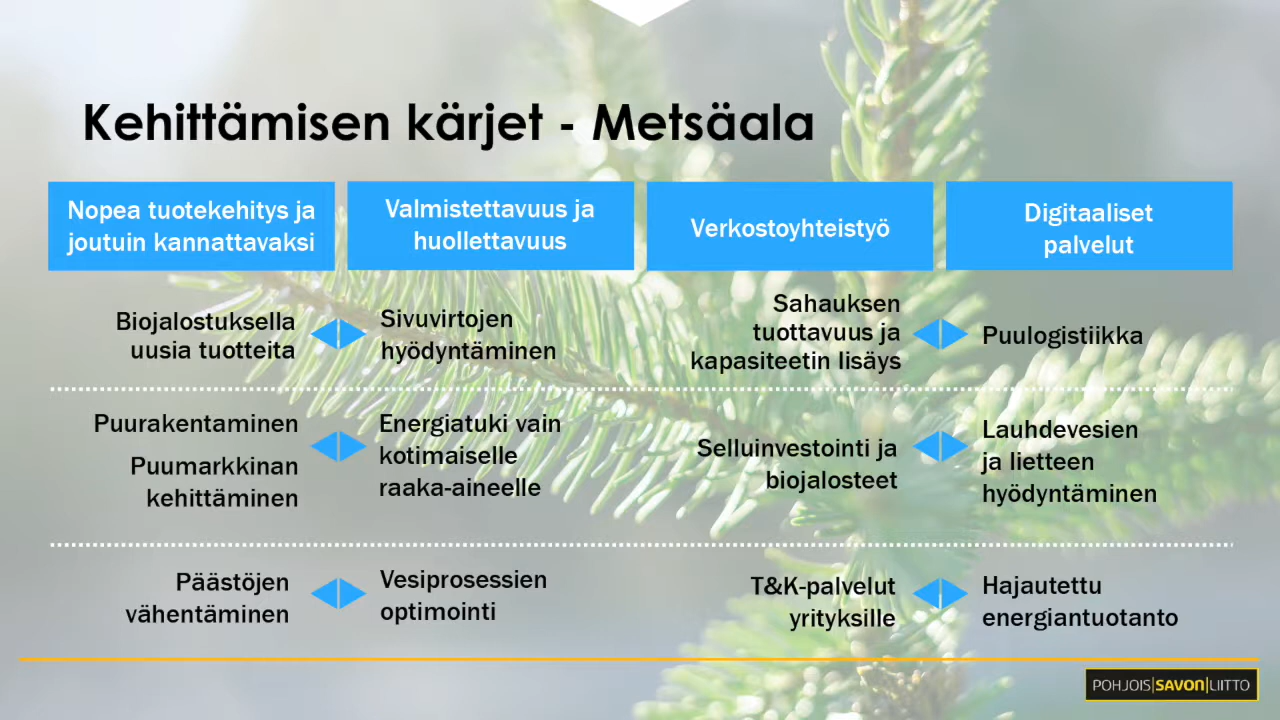 Kehittämisen kärjet - Metsäala
Nopea tuotekehitys ja
joutuin kannattavaksi
Valmistettavuus ja
huollettavuus
Verkostoyhteistyö
Digitaaliset
palvelut
Biojalostuksella
uusia tuotteita
Sivuvirtojen
hyödyntäminen
Sahauksen
tuottavuus ja
kapasiteetin lisäys
Puulogistiikka
Puurakentaminen
Puumarkkinan
kehittäminen
Energiatuki vain
kotimaiselle
raaka-aineelle
Selluinvestointi ja
biojalosteet
Lauhdevesien
ja lietteen
hyödyntäminen
Päästöjen
vähentäminen
Vesiprosessien
optimointi
T&K-palvelut
yrityksille
Hajautettu
energiantuotanto
POHJOIS|SAVON|LIITTO